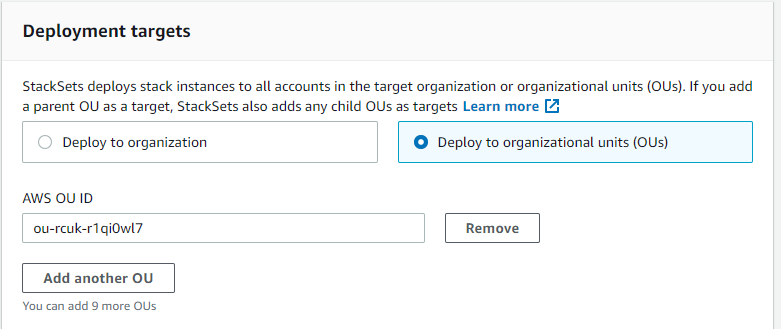 Deployment targets
StackSets deploys stack instances to all accounts in the target organization or organizational units (OUs). If you add
a parent OU as a target, StackSets also adds any child OUs as targets Learn more
Deploy to organization
Deploy to organizational units (OUs)
AWS OU ID
ou-rcuk-r1qi0wl7
Remove
Add another OU
You can add 9 more OUs